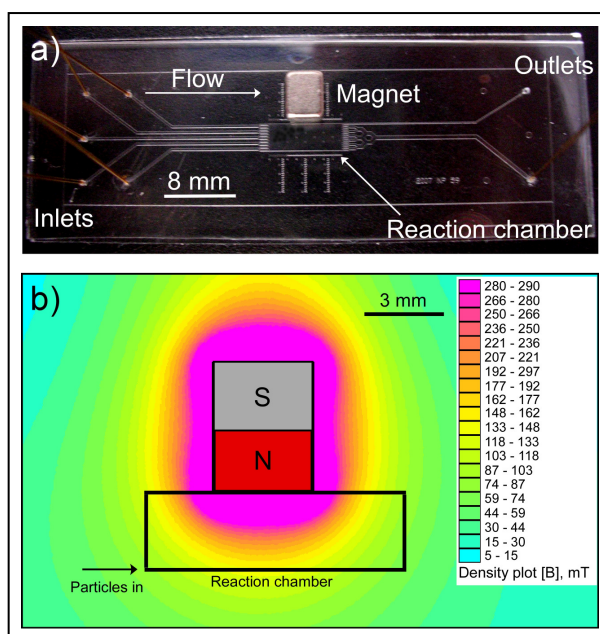 a)
Flow
Magnet
Outlets
8 mm
2007 NP 59
Inlets
Reaction chamber
b)
3 mm
S
N
Particles in
Reaction chamber
280 - 290
266 - 280
250 - 266
236 - 250
221 - 236
207 - 221
192 - 297
177 - 192
162 - 177
148 - 162
133 - 148
118 - 133
103 - 118
87 - 103
74 - 87
59 - 74
44 - 59
30 - 44
15 - 30
5 - 15
Density plot [B], mT